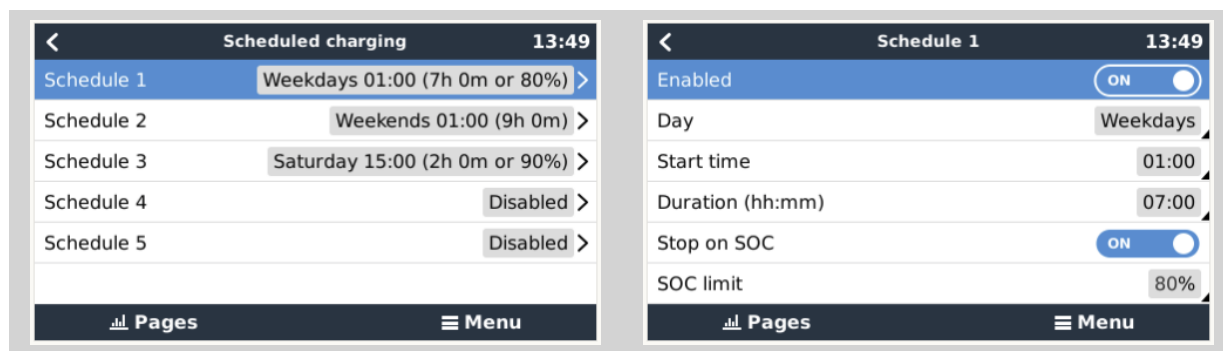 Scheduled charging 13:49
Schedule 1 Weekdays 01:00 (7h 0m or 80%)
Schedule 2 Weekends 01:00 (9h 0m)
Schedule 3 Saturday 15:00 (2h 0m or 90%)
Schedule 4 Disabled
Schedule 5 Disabled
Pages Menu
Schedule 1 13:49
Enabled ON
Day Weekdays
Start time 01:00
Duration (hh:mm) 07:00
Stop on SOC ON
SOC limit 80%
Pages Menu